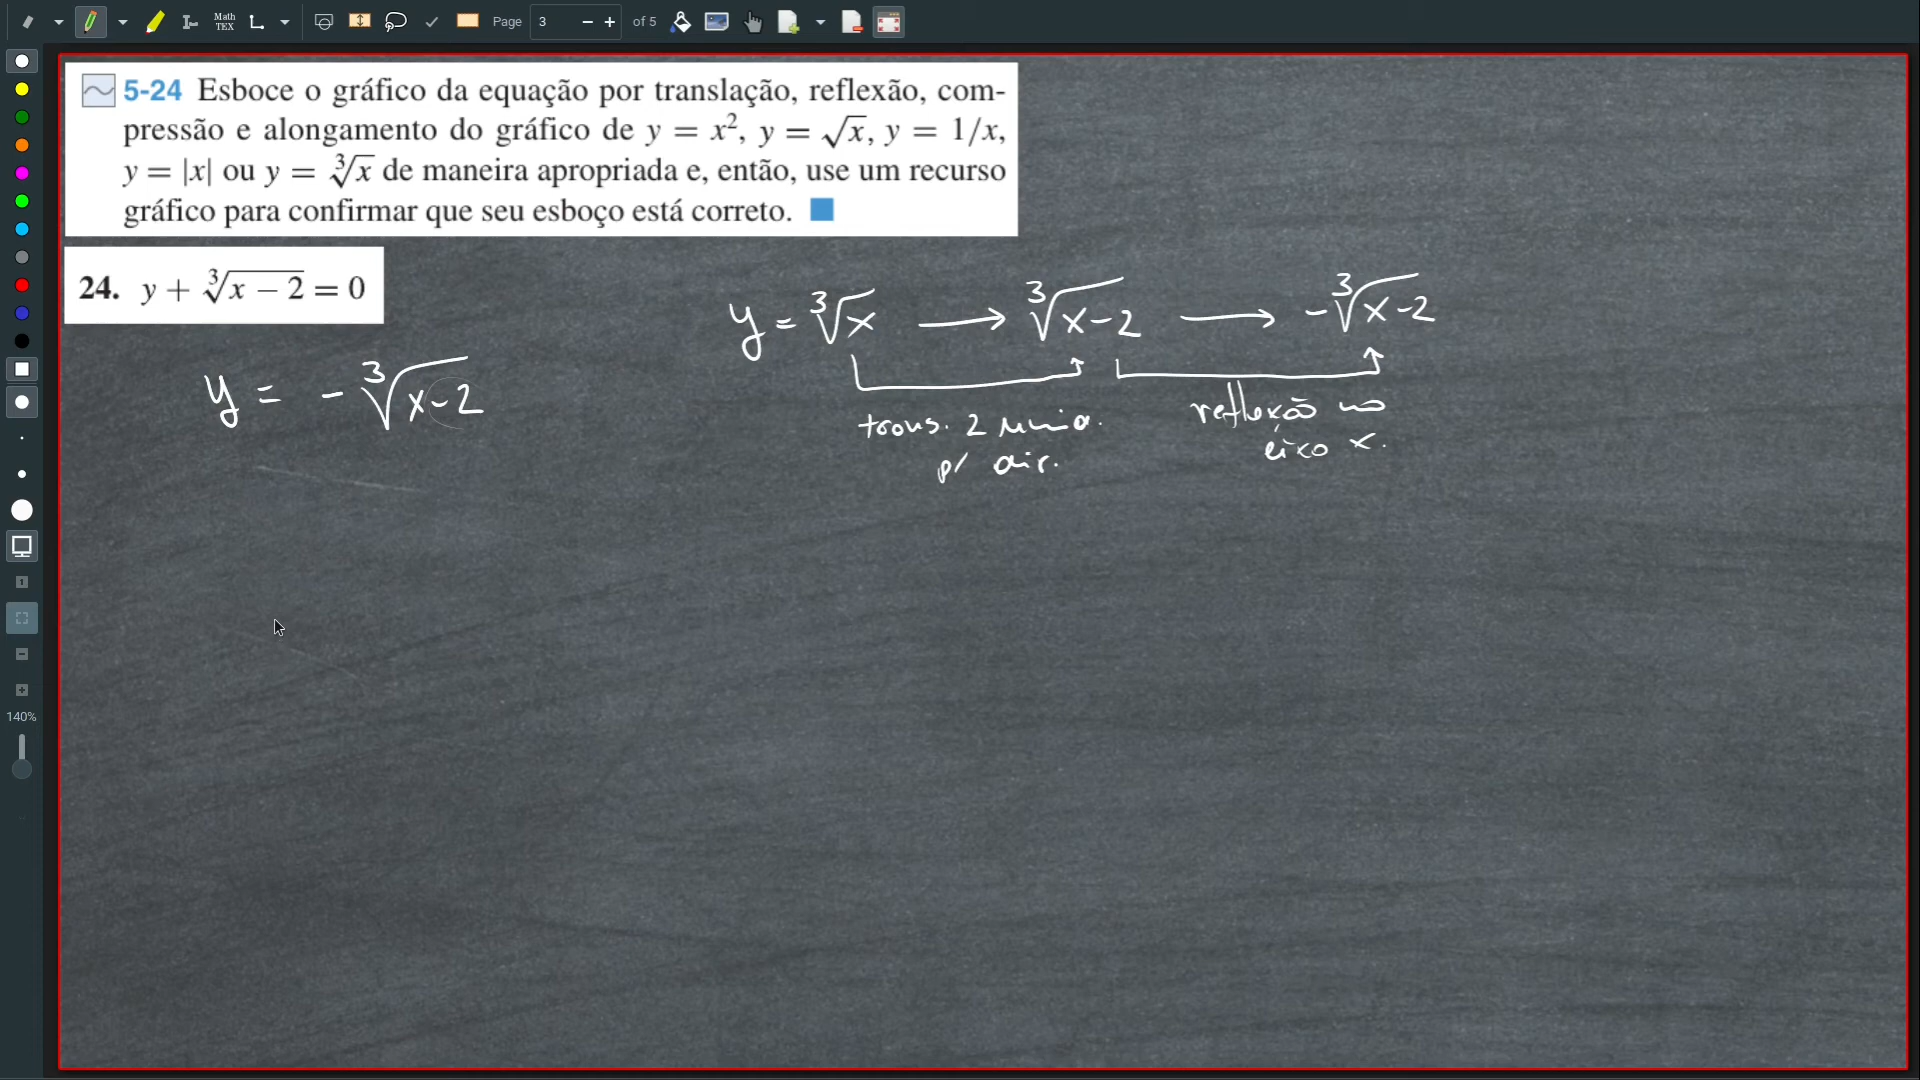 Math
TEX
Page 3 of 5
5-24 Esboce o gráfico da equação por translação, reflexão, com-
pressão e alongamento do gráfico de y = x², y = √x, y = 1/x,
y = |x| ou y = ∛x de maneira apropriada e, então, use um recurso
gráfico para confirmar que seu esboço está correto.
24. y + ∛(x − 2) = 0
y = ∛x → ∛(x-2) → -∛(x-2)
y = -∛(x-2)
trans. 2 unid.
p/ dir.
reflexão no
eixo x.
140%